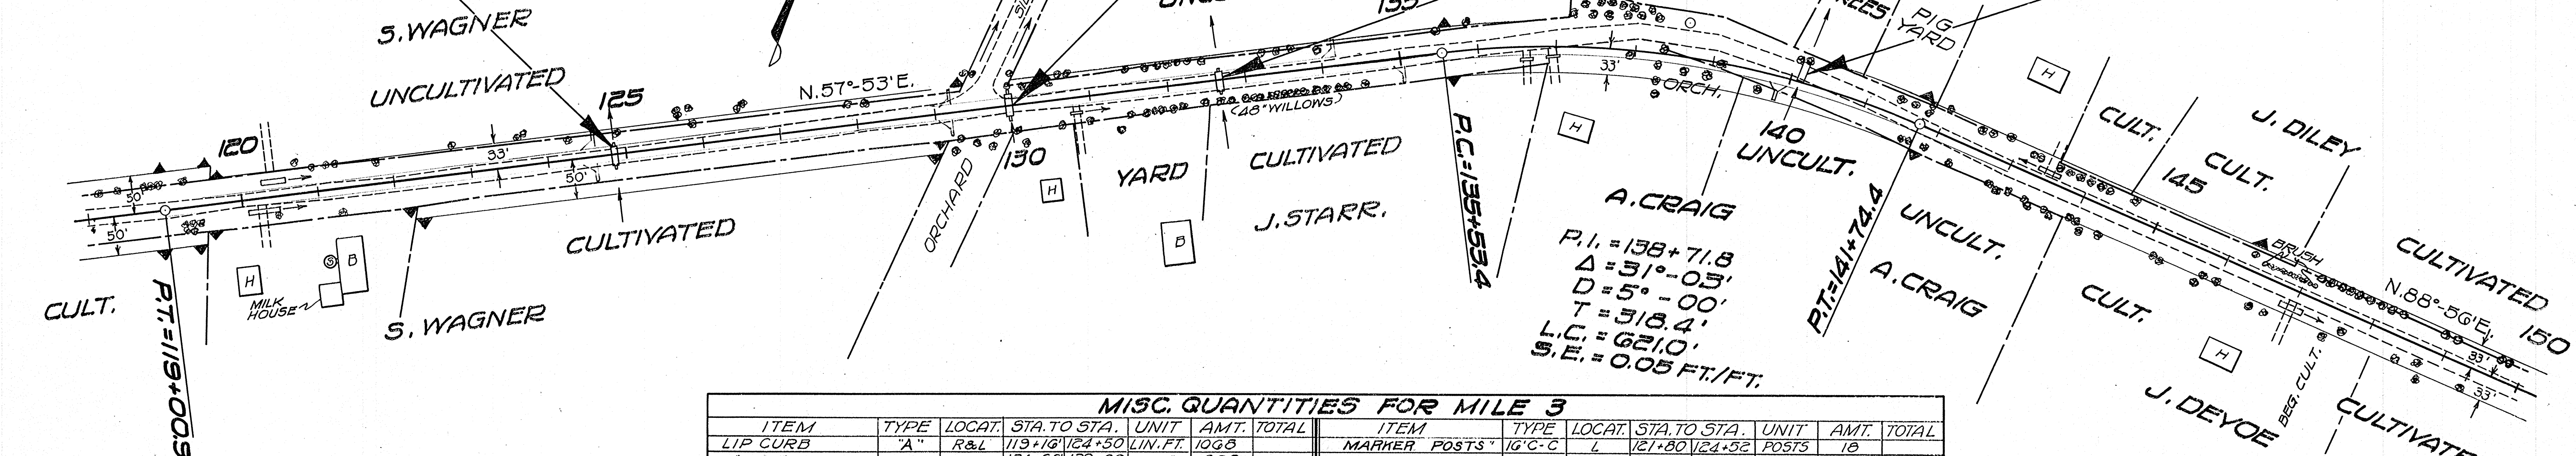 S. WAGNER
UNCULTIVATED
125
N.57°-53'E.
120
33'
50'
50'
50'
CULT.
P.T.=119+00.9
H
MILK
HOUSE
S
B
S. WAGNER
CULTIVATED
ORCHARD
130
H
YARD
B
(48" WILLOWS)
CULTIVATED
J. STARR.
P.C.=135+53.4
33'
ORCH.
H
PIG
YARD
140
UNCULT.
A. CRAIG
P.I. = 138+71.8
Δ = 31°-03'
D = 5°-00'
T = 318.4'
L.C. = 621.0'
S.E. = 0.05 FT./FT.
P.T.=141+74.4
UNCULT.
A. CRAIG
H
CULT.
J. DILEY
CULT.
145
CULT.
BRUSH
CULTIVATED
N.88°-56'E.
150
33'
33'
H
J. DEVOE
BEG. CULT.
MISC. QUANTITIES FOR MILE 3
ITEM TYPE LOCAT. STA. TO STA. UNIT AMT. TOTAL ITEM TYPE LOCAT. STA. TO STA. UNIT AMT. TOTAL
LIP CURB "A" R&L 119+16 124+50 LIN. FT. 1068 MARKER POSTS 16'C-C L 121+80 124+52 POSTS 18